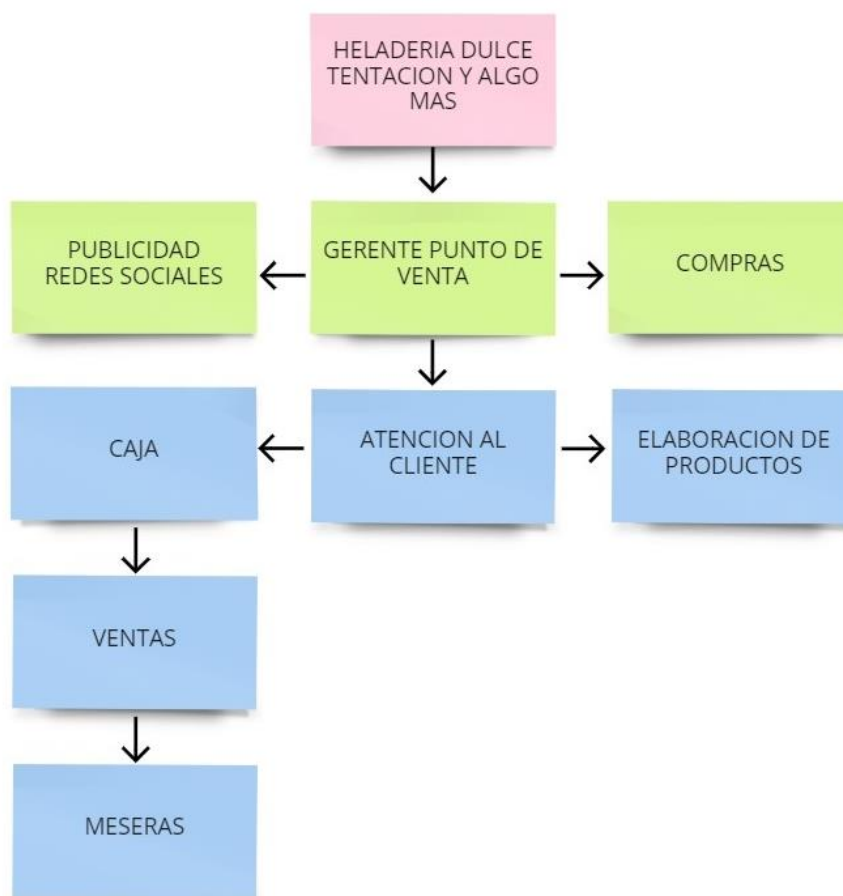 HELADERIA DULCE
TENTACION Y ALGO
MAS
PUBLICIDAD
REDES SOCIALES
GERENTE PUNTO DE
VENTA
COMPRAS
CAJA
ATENCION AL
CLIENTE
ELABORACION DE
PRODUCTOS
VENTAS
MESERAS